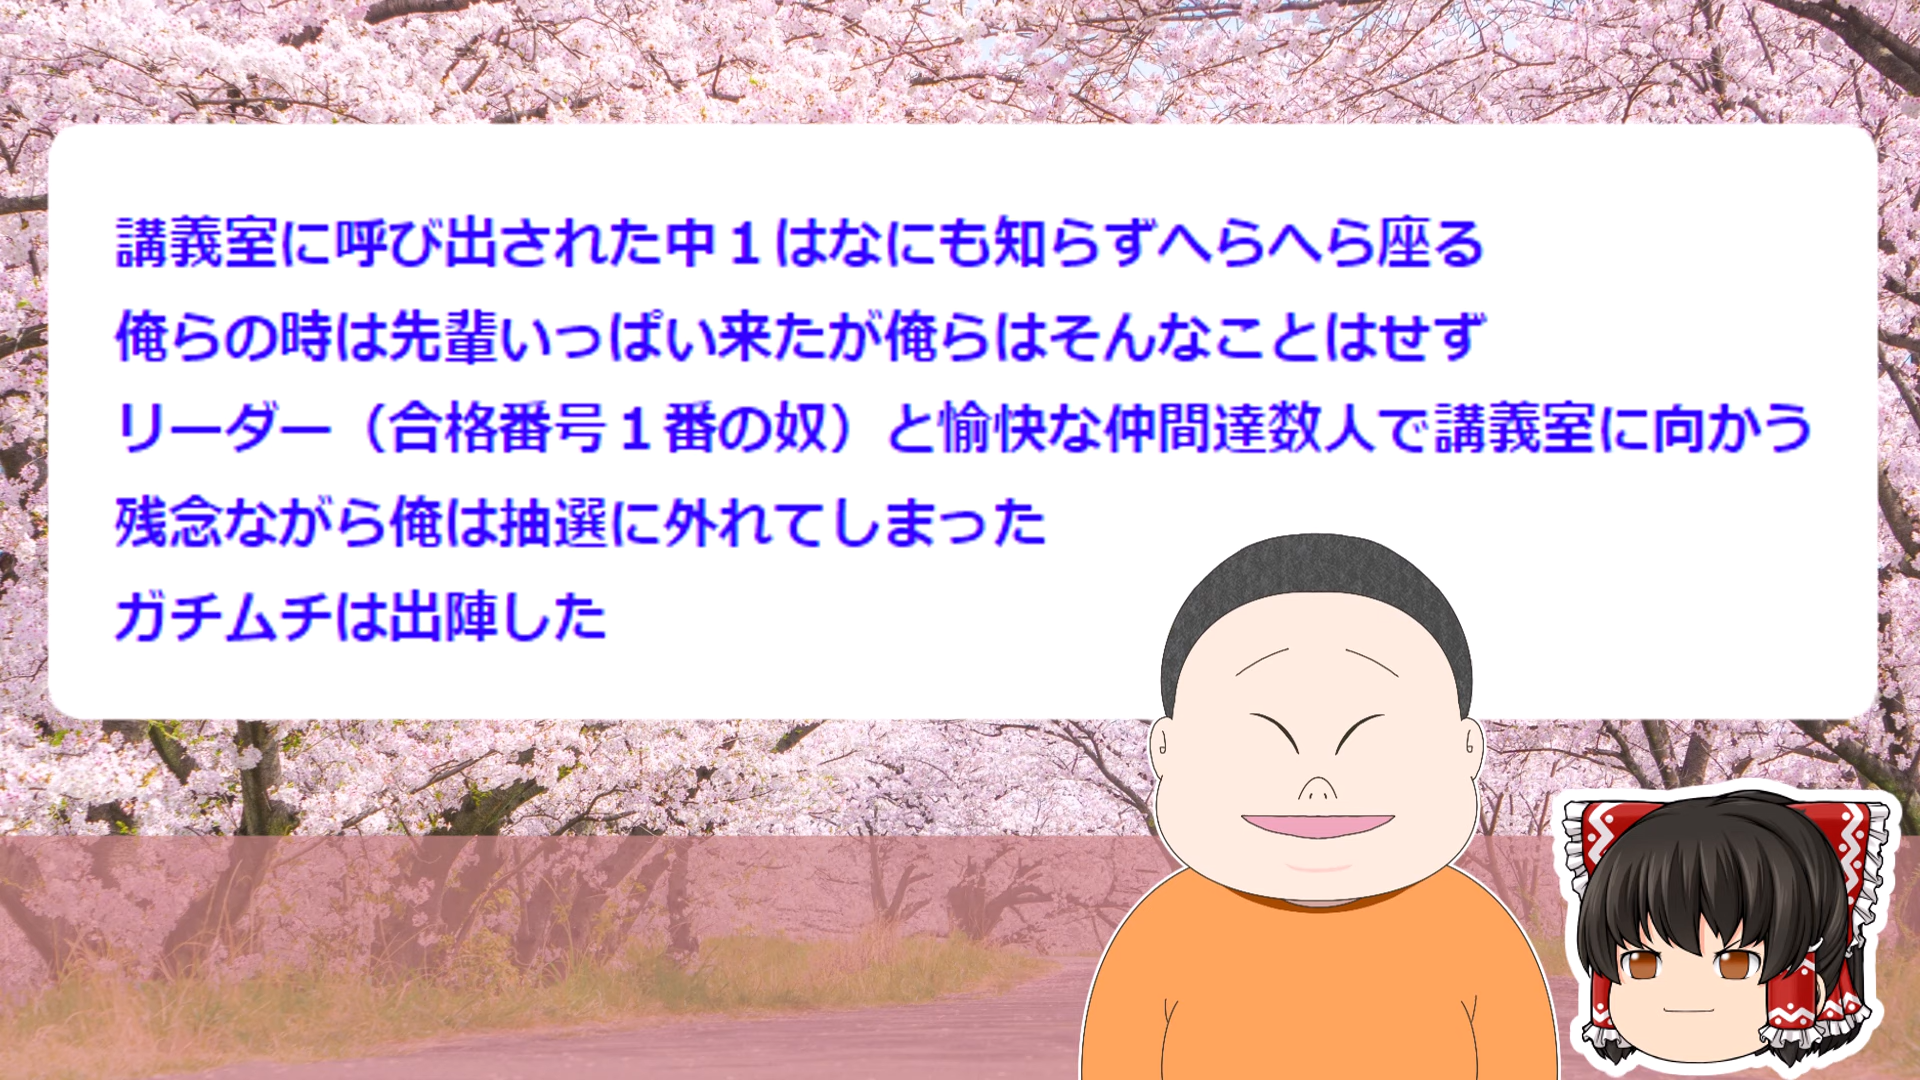 講義室に呼び出された中１はなにも知らずへらへら座る
俺らの時は先輩いっぱい来たが俺らはそんなことはせず
リーダー（合格番号１番の奴）と愉快な仲間達数人で講義室に向かう
残念ながら俺は抽選に外れてしまった
ガチムチは出陣した